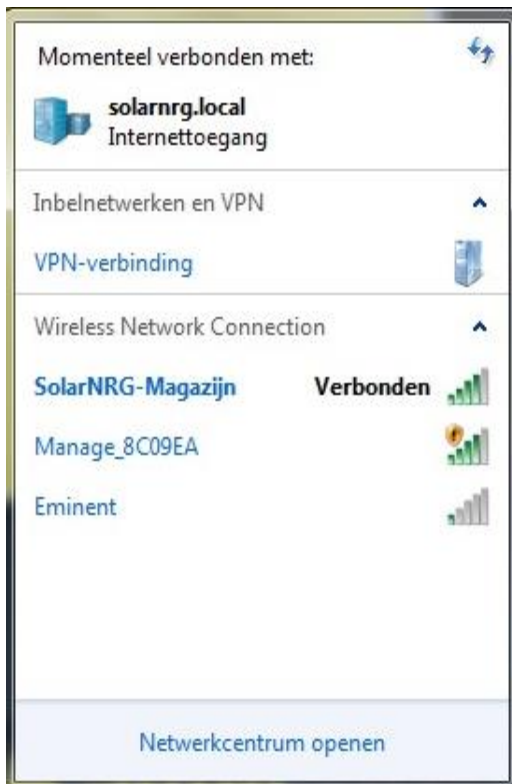 Momenteel verbonden met:
solarnrg.local
Internettoegang
Inbelnetwerken en VPN
VPN-verbinding
Wireless Network Connection
SolarNRG-Magazijn Verbonden
Manage_8C09EA
Eminent
Netwerkcentrum openen